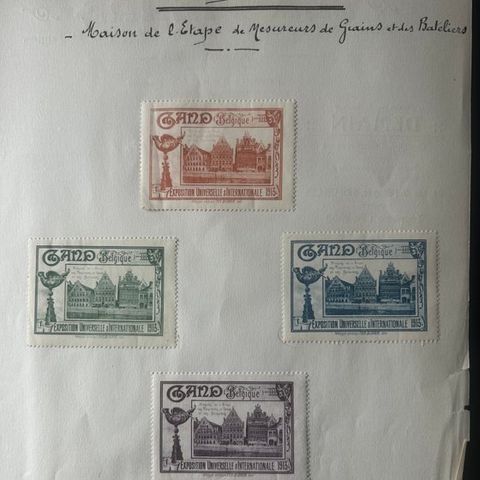 - Maison de l'Etape de Mesureurs de Grains et des Bateliers
GAND
Belgique
EXPOSITION UNIVERSELLE & INTERNATIONALE 1913
GAND
Belgique
EXPOSITION UNIVERSELLE & INTERNATIONALE 1913
GAND
Belgique
EXPOSITION UNIVERSELLE & INTERNATIONALE 1913
GAND
Belgique
EXPOSITION UNIVERSELLE & INTERNATIONALE 1913